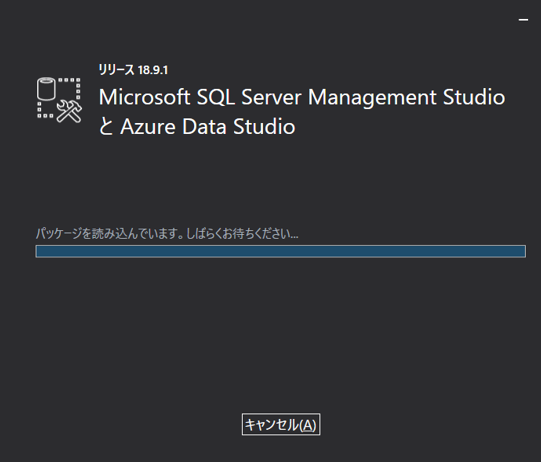 リリース 18.9.1
Microsoft SQL Server Management Studio
と Azure Data Studio
パッケージを読み込んでいます。しばらくお待ちください...
キャンセル(A)